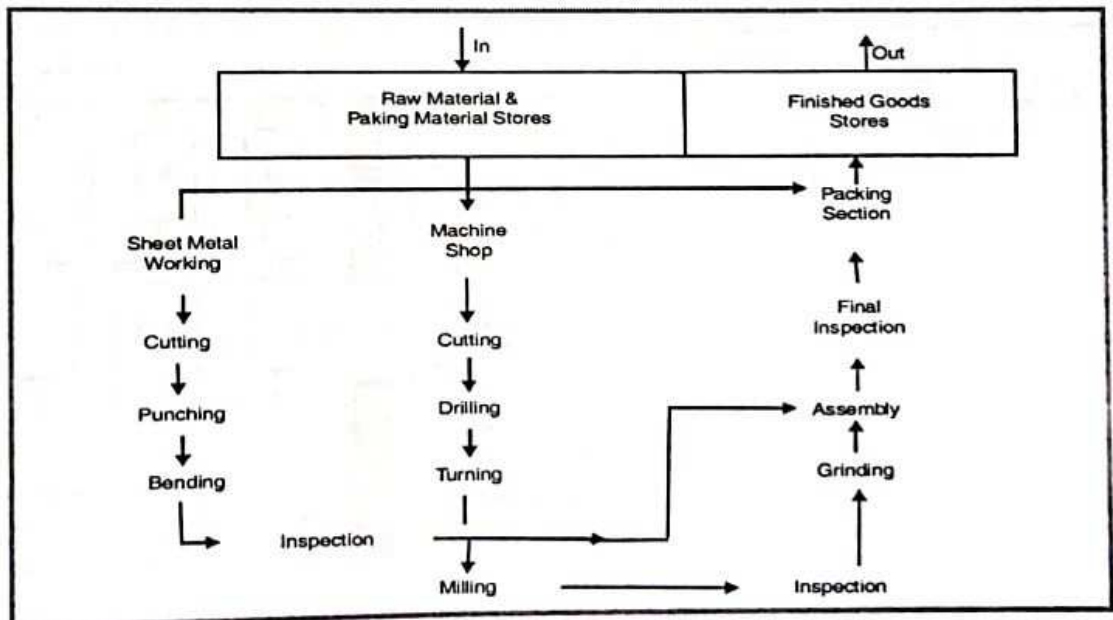 In
Out
Raw Material &
Paking Material Stores
Finished Goods
Stores
Packing
Section
Sheet Metal
Working
Machine
Shop
Final
Inspection
Cutting
Cutting
Punching
Drilling
Assembly
Bending
Turning
Grinding
Inspection
Milling
Inspection